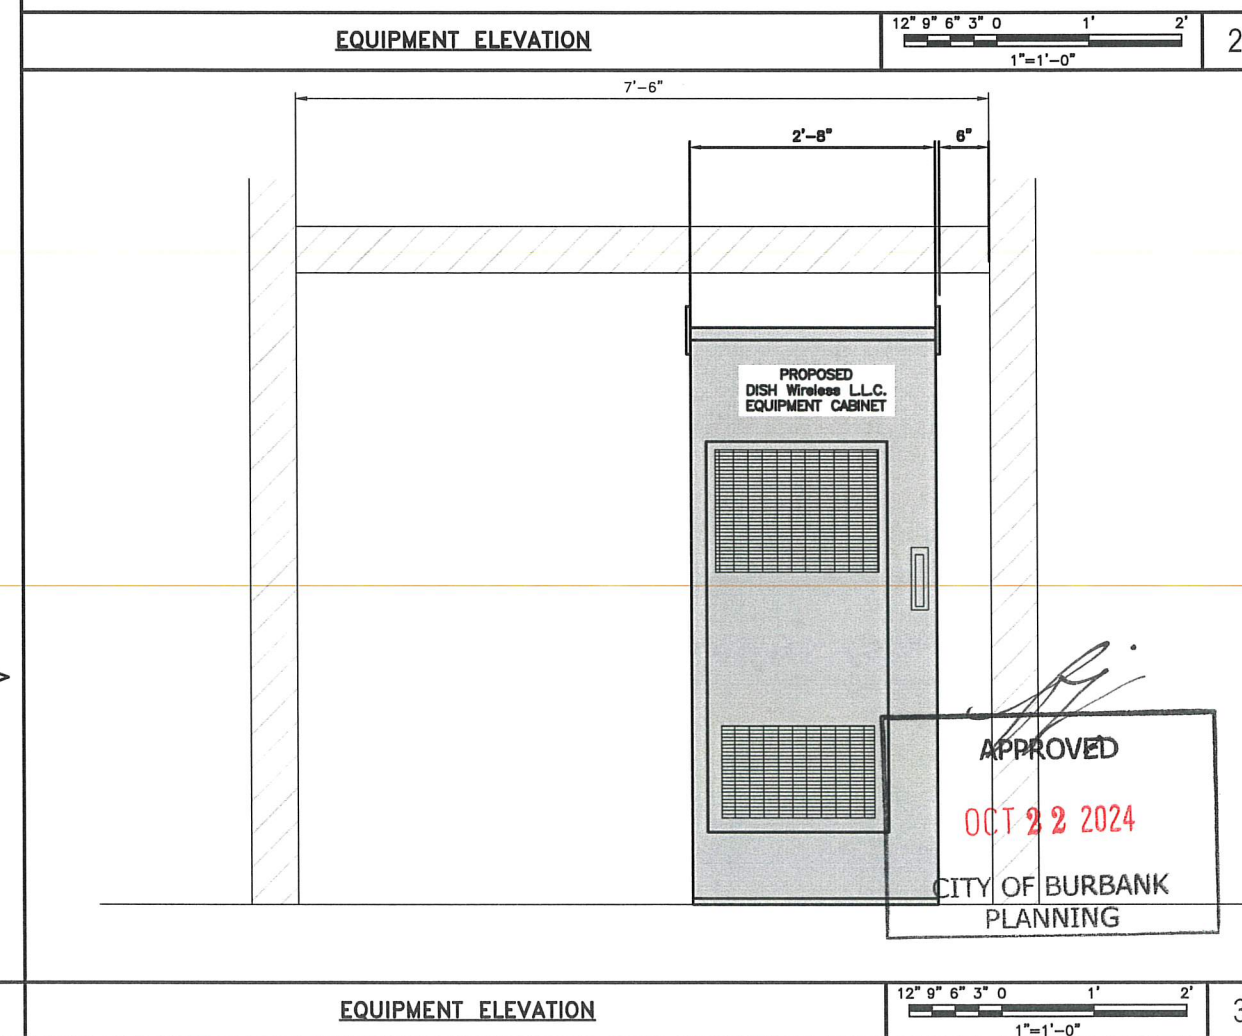 EQUIPMENT ELEVATION
12" 9" 6" 3" 0 1' 2'
1"=1'-0"
2
7'-6"
2'-8" 6"
PROPOSED
DISH Wireless L.L.C.
EQUIPMENT CABINET
APPROVED
OCT 22 2024
CITY OF BURBANK
PLANNING
EQUIPMENT ELEVATION
12" 9" 6" 3" 0 1' 2'
1"=1'-0"
3